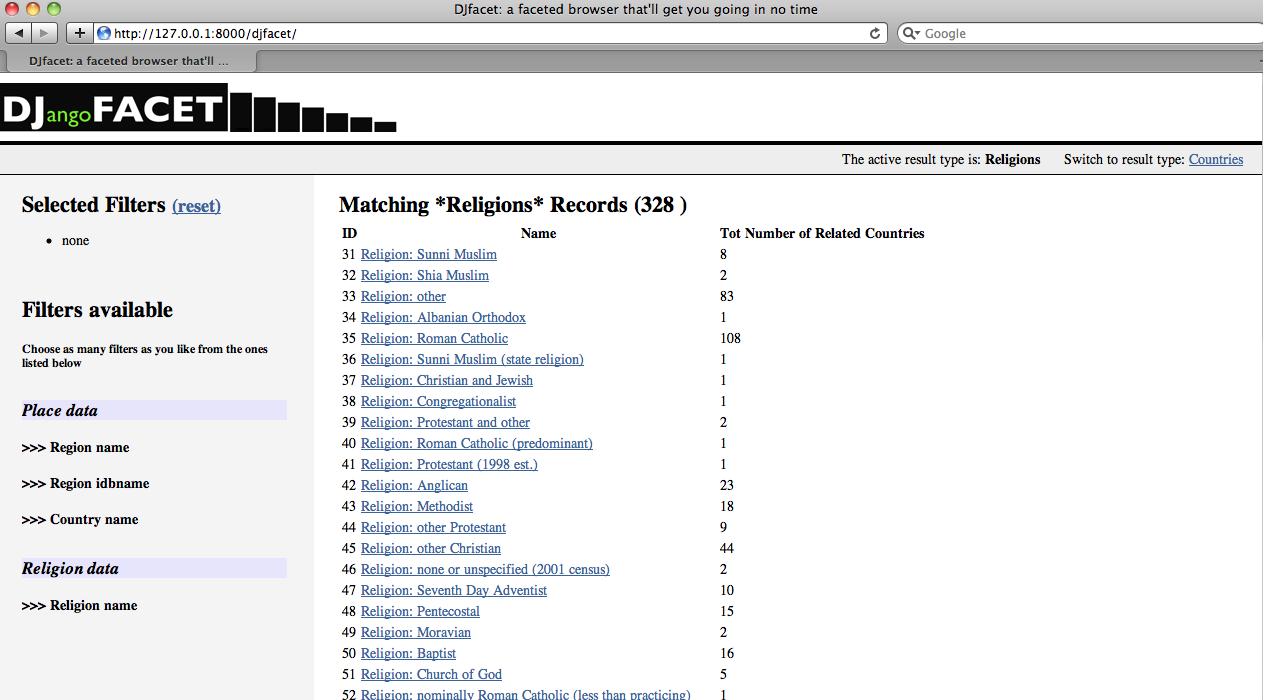 DJfacet: a faceted browser that'll get you going in no time
http://127.0.0.1:8000/djfacet/
Google
DJfacet: a faceted browser that'll ...
DJangoFACET
The active result type is: Religions Switch to result type: Countries
Selected Filters (reset)
none
Filters available
Choose as many filters as you like from the ones
listed below
Place data
>>> Region name
>>> Region idbname
>>> Country name
Religion data
>>> Religion name
Matching *Religions* Records (328 )
ID Name Tot Number of Related Countries
31 Religion: Sunni Muslim 8
32 Religion: Shia Muslim 2
33 Religion: other 83
34 Religion: Albanian Orthodox 1
35 Religion: Roman Catholic 108
36 Religion: Sunni Muslim (state religion) 1
37 Religion: Christian and Jewish 1
38 Religion: Congregationalist 1
39 Religion: Protestant and other 2
40 Religion: Roman Catholic (predominant) 1
41 Religion: Protestant (1998 est.) 1
42 Religion: Anglican 23
43 Religion: Methodist 18
44 Religion: other Protestant 9
45 Religion: other Christian 44
46 Religion: none or unspecified (2001 census) 2
47 Religion: Seventh Day Adventist 10
48 Religion: Pentecostal 15
49 Religion: Moravian 2
50 Religion: Baptist 16
51 Religion: Church of God 5
52 Religion: nominally Roman Catholic (less than practicing) 1